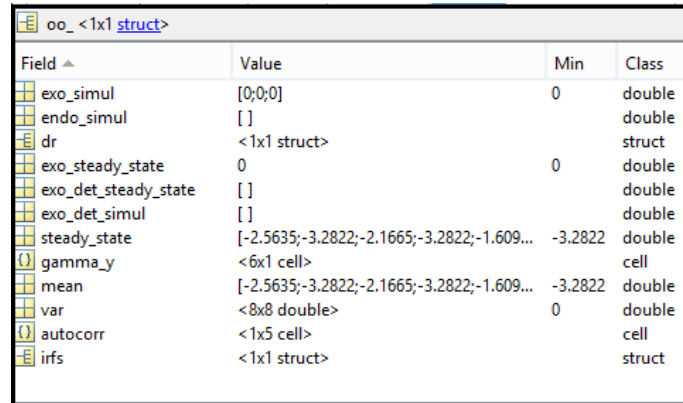 oo_ <1x1 struct>
Field Value Min Class
exo_simul [0;0;0] 0 double
endo_simul [ ] double
dr <1x1 struct> struct
exo_steady_state 0 0 double
exo_det_steady_state [ ] double
exo_det_simul [ ] double
steady_state [-2.5635;-3.2822;-2.1665;-3.2822;-1.609... -3.2822 double
gamma_y <6x1 cell> cell
mean [-2.5635;-3.2822;-2.1665;-3.2822;-1.609... -3.2822 double
var <8x8 double> 0 double
autocorr <1x5 cell> cell
irfs <1x1 struct> struct